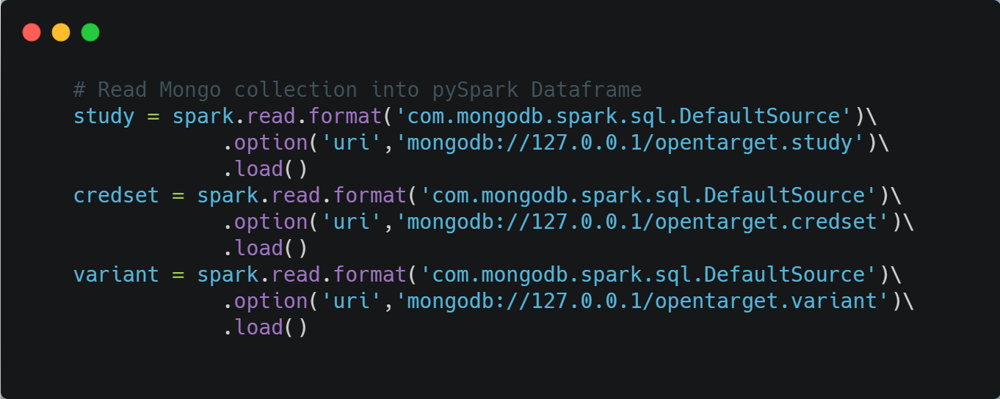 # Read Mongo collection into pySpark Dataframe
study = spark.read.format('com.mongodb.spark.sql.DefaultSource')\
            .option('uri','mongodb://127.0.0.1/opentarget.study')\
            .load()
credset = spark.read.format('com.mongodb.spark.sql.DefaultSource')\
            .option('uri','mongodb://127.0.0.1/opentarget.credset')\
            .load()
variant = spark.read.format('com.mongodb.spark.sql.DefaultSource')\
            .option('uri','mongodb://127.0.0.1/opentarget.variant')\
            .load()